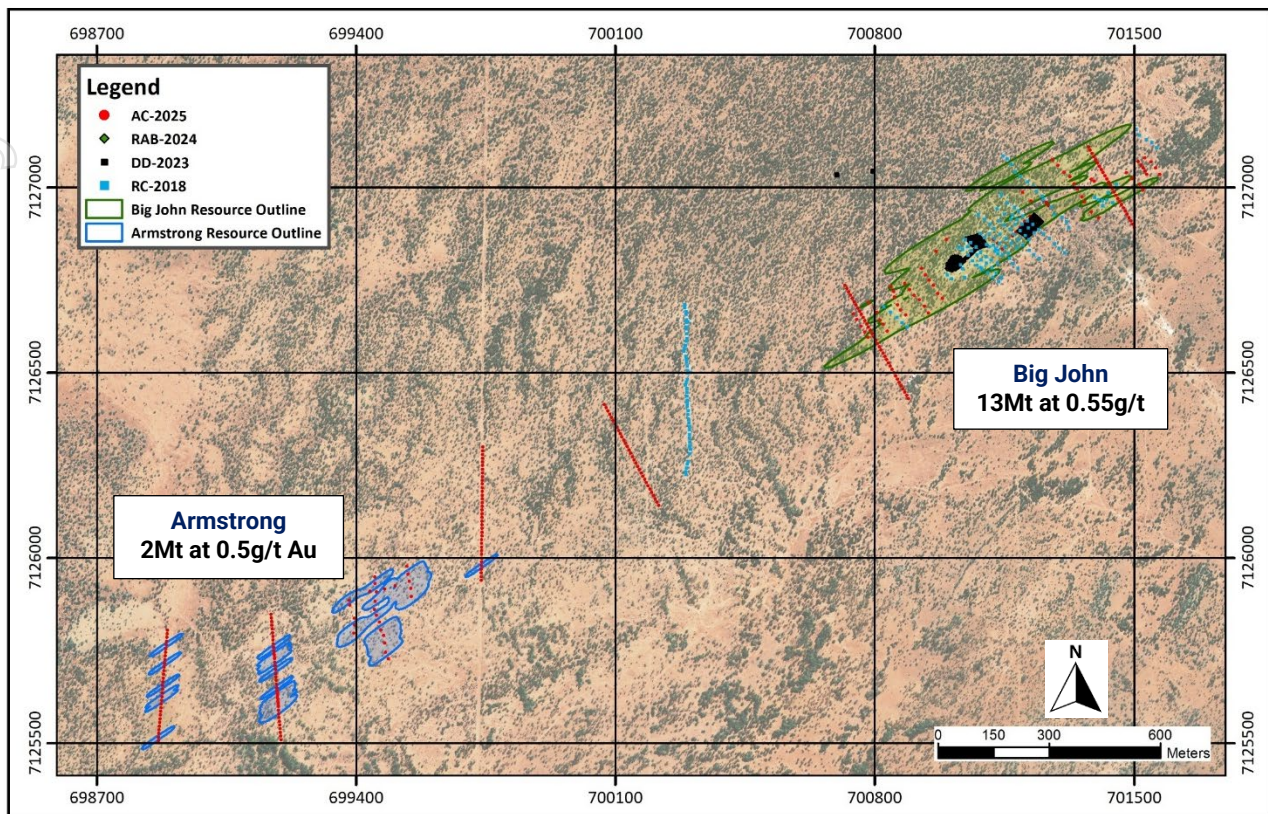 698700 699400 700100 700800 701500
Legend
AC-2025
RAB-2024
DD-2023
RC-2018
Big John Resource Outline
Armstrong Resource Outline
7127000 7127000
7126500 7126500
Big John
13Mt at 0.55g/t
Armstrong
2Mt at 0.5g/t Au
7126000 7126000
N
0 150 300 600
Meters
7125500 7125500
698700 699400 700100 700800 701500